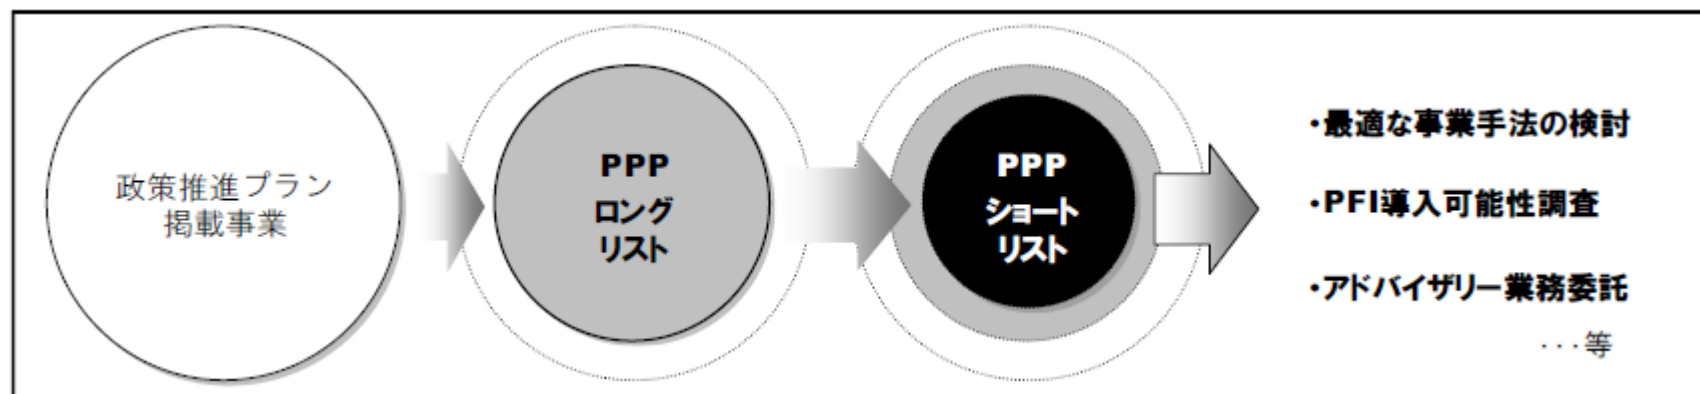 政策推進プラン
掲載事業
PPP
ロング
リスト
PPP
ショート
リスト
・最適な事業手法の検討
・PFI導入可能性調査
・アドバイザリー業務委託
・・・等